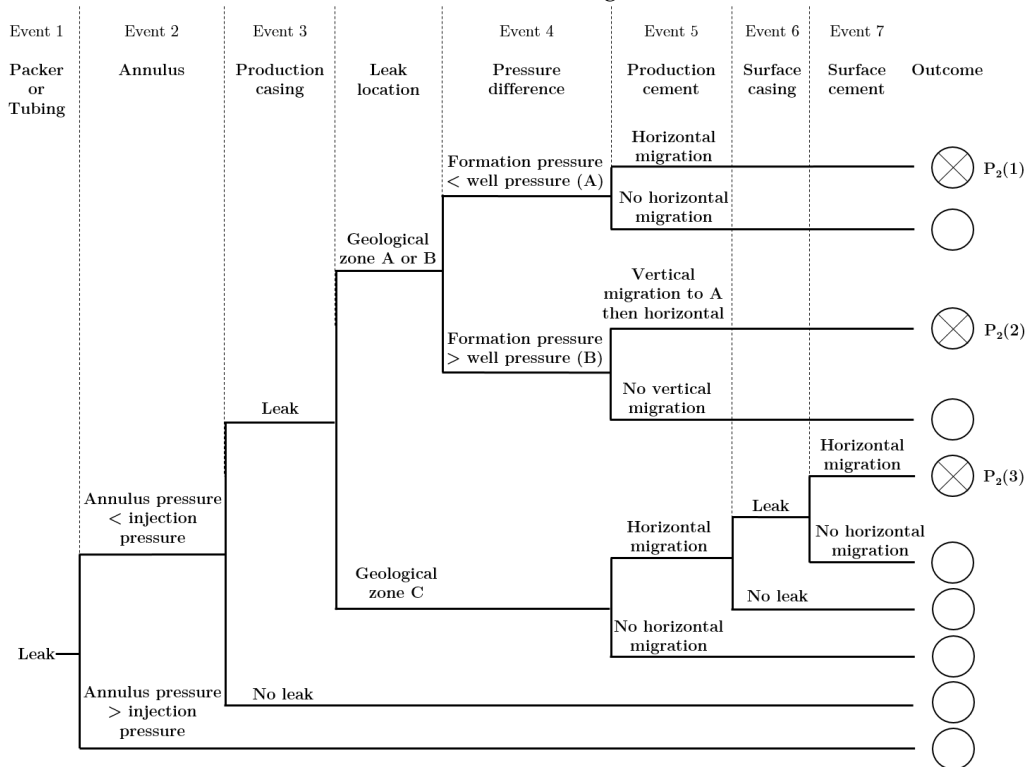 Event 1
Event 2
Event 3
Event 4
Event 5
Event 6
Event 7
Packer
or
Tubing
Annulus
Production
casing
Leak
location
Pressure
difference
Production
cement
Surface
casing
Surface
cement
Outcome
Horizontal
migration
Formation pressure
< well pressure (A)
P₂(1)
No horizontal
migration
Geological
zone A or B
Vertical
migration to A
then horizontal
Formation pressure
> well pressure (B)
P₂(2)
No vertical
migration
Leak
Horizontal
migration
P₂(3)
Annulus pressure
< injection
pressure
Leak
Horizontal
migration
No horizontal
migration
Geological
zone C
No leak
No horizontal
migration
Leak
Annulus pressure
> injection
pressure
No leak